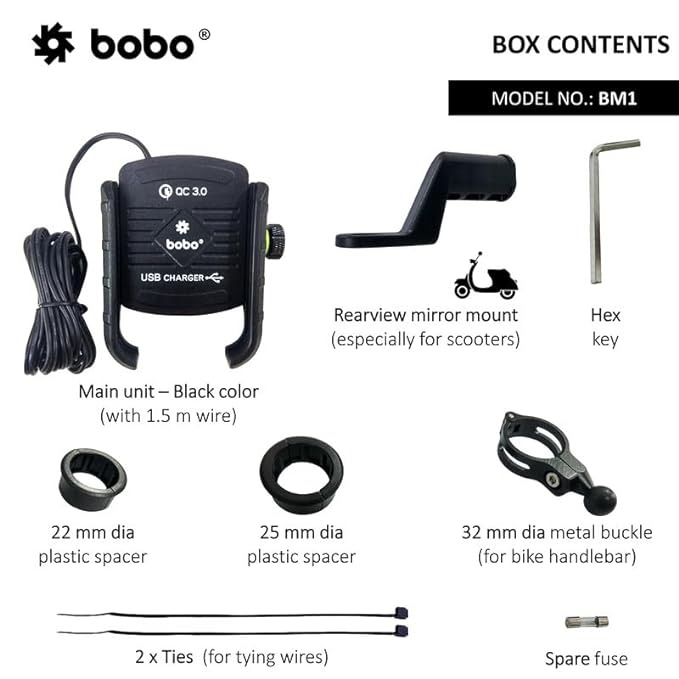 bobo®
BOX CONTENTS
MODEL NO.: BM1
QC 3.0
bobo®
USB CHARGER
Rearview mirror mount
(especially for scooters)
Hex
key
Main unit – Black color
(with 1.5 m wire)
22 mm dia
plastic spacer
25 mm dia
plastic spacer
32 mm dia metal buckle
(for bike handlebar)
2 x Ties (for tying wires)
Spare fuse